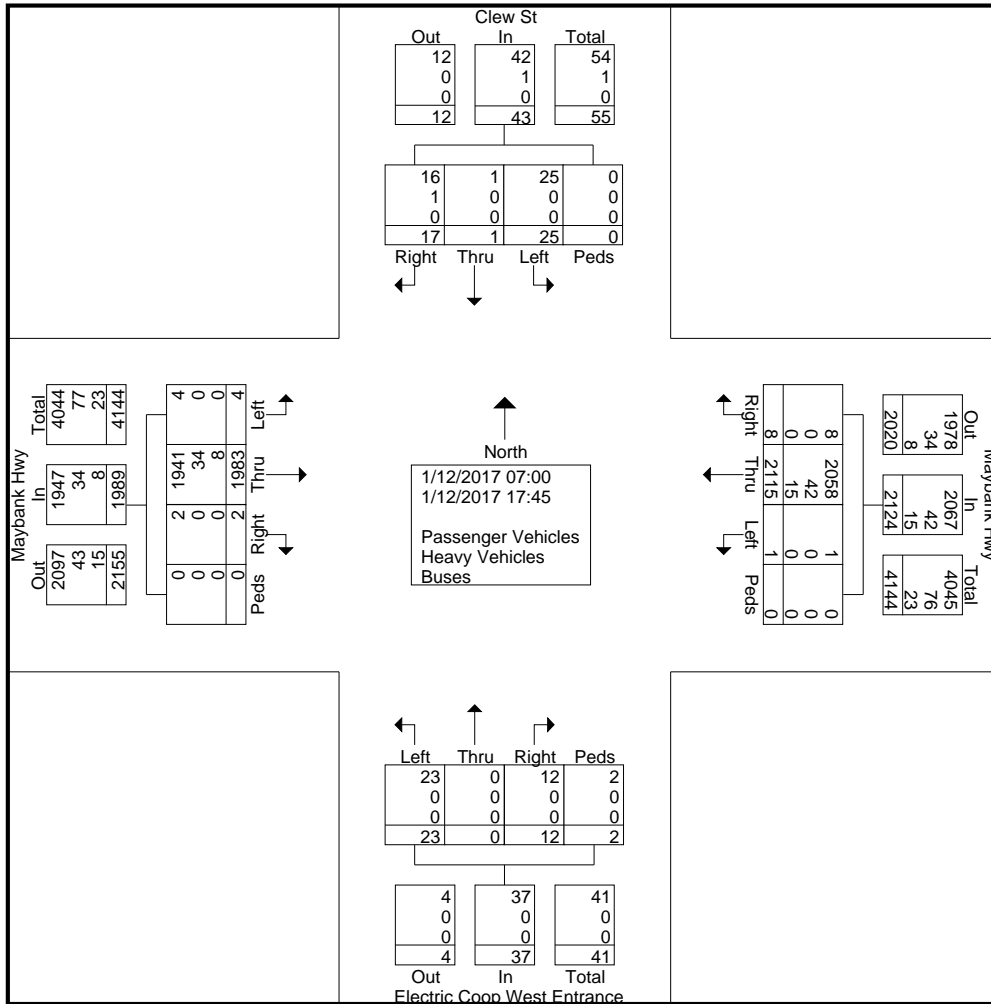 Clew St
Out In Total
12 42 54
0 1 1
0 0 0
12 43 55
16 1 25 0
1 0 0 0
0 0 0 0
17 1 25 0
Right Thru Left Peds
Maybank Hwy
Total In Out
4044 1947 2097
77 34 43
23 8 15
4144 1989 2155
4 1941 2 0
0 34 0 0
0 8 0 0
4 1983 2 0
Left Thru Right Peds
North
1/12/2017 07:00
1/12/2017 17:45
Passenger Vehicles
Heavy Vehicles
Buses
Right Thru Left Peds
8 2058 1 0
0 42 0 0
0 15 0 0
8 2115 1 0
Maybank Hwy
Out In Total
1978 2067 4045
34 42 76
8 15 23
2020 2124 4144
Left Thru Right Peds
23 0 12 2
0 0 0 0
0 0 0 0
23 0 12 2
4 37 41
0 0 0
0 0 0
4 37 41
Out In Total
Electric Coop West Entrance